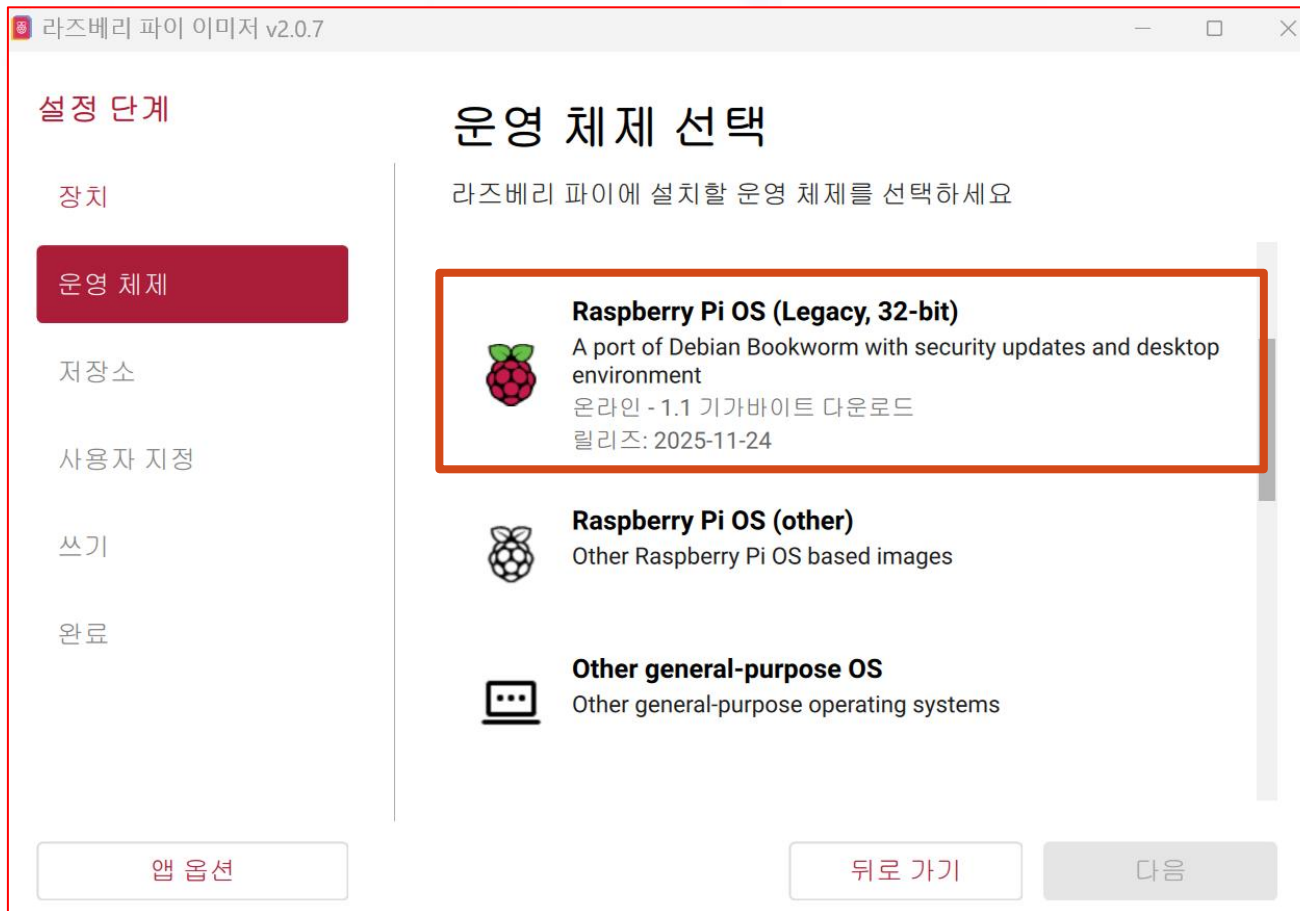 라즈베리 파이 이미저 v2.0.7
설정 단계
장치
운영 체제
저장소
사용자 지정
쓰기
완료
앱 옵션
운영 체제 선택
라즈베리 파이에 설치할 운영 체제를 선택하세요
Raspberry Pi OS (Legacy, 32-bit)
A port of Debian Bookworm with security updates and desktop
environment
온라인 - 1.1 기가바이트 다운로드
릴리즈: 2025-11-24
Raspberry Pi OS (other)
Other Raspberry Pi OS based images
Other general-purpose OS
Other general-purpose operating systems
뒤로 가기
다음